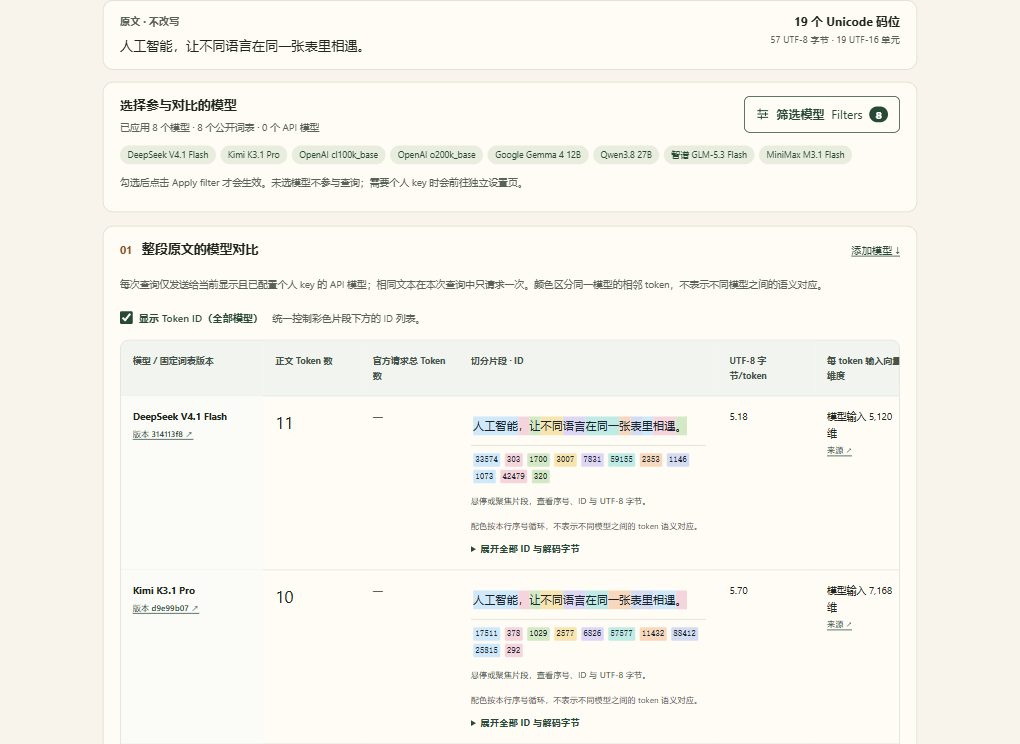 原文 · 不改写
19 个 Unicode 码位
人工智能，让不同语言在同一张表里相遇。
57 UTF-8 字节 · 19 UTF-16 单元
选择参与对比的模型
已应用 8 个模型 · 8 个公开词表 · 0 个 API 模型
筛选模型 Filters 8
DeepSeek V4.1 Flash Kimi K3.1 Pro OpenAI cl100k_base OpenAI o200k_base Google Gemma 4 12B Qwen3.8 27B 智谱 GLM-5.3 Flash MiniMax M3.1 Flash
勾选后点击 Apply filter 才会生效。未选模型不参与查询；需要个人 key 时会前往独立设置页。
01 整段原文的模型对比
添加模型 ↓
每次查询仅发送给当前显示且已配置个人 key 的 API 模型；相同文本在本次查询中只请求一次。颜色区分同一模型的相邻 token，不表示不同模型之间的语义对应。
显示 Token ID（全部模型） 统一控制彩色片段下方的 ID 列表。
模型 / 固定词表版本
正文 Token 数
官方请求总 Token
数
切分片段 · ID
UTF-8 字
节/token
每 token 输入向量
维度
DeepSeek V4.1 Flash
版本 314113f8 ↗
11
—
人工智能，让不同语言在同一张表里相遇。
33574 303 1700 3007 7831 59155 2353 1146
1073 42479 320
悬停或聚焦片段，查看序号、ID 与 UTF-8 字节。
配色按本行序号循环，不表示不同模型之间的 token 语义对应。
▶ 展开全部 ID 与解码字节
5.18
模型输入 5,120
维
来源 ↗
Kimi K3.1 Pro
版本 d9e99b07 ↗
10
—
人工智能，让不同语言在同一张表里相遇。
17511 378 1029 2577 6826 57577 11432 88412
25815 292
悬停或聚焦片段，查看序号、ID 与 UTF-8 字节。
配色按本行序号循环，不表示不同模型之间的 token 语义对应。
▶ 展开全部 ID 与解码字节
5.70
模型输入 7,168
维
来源 ↗